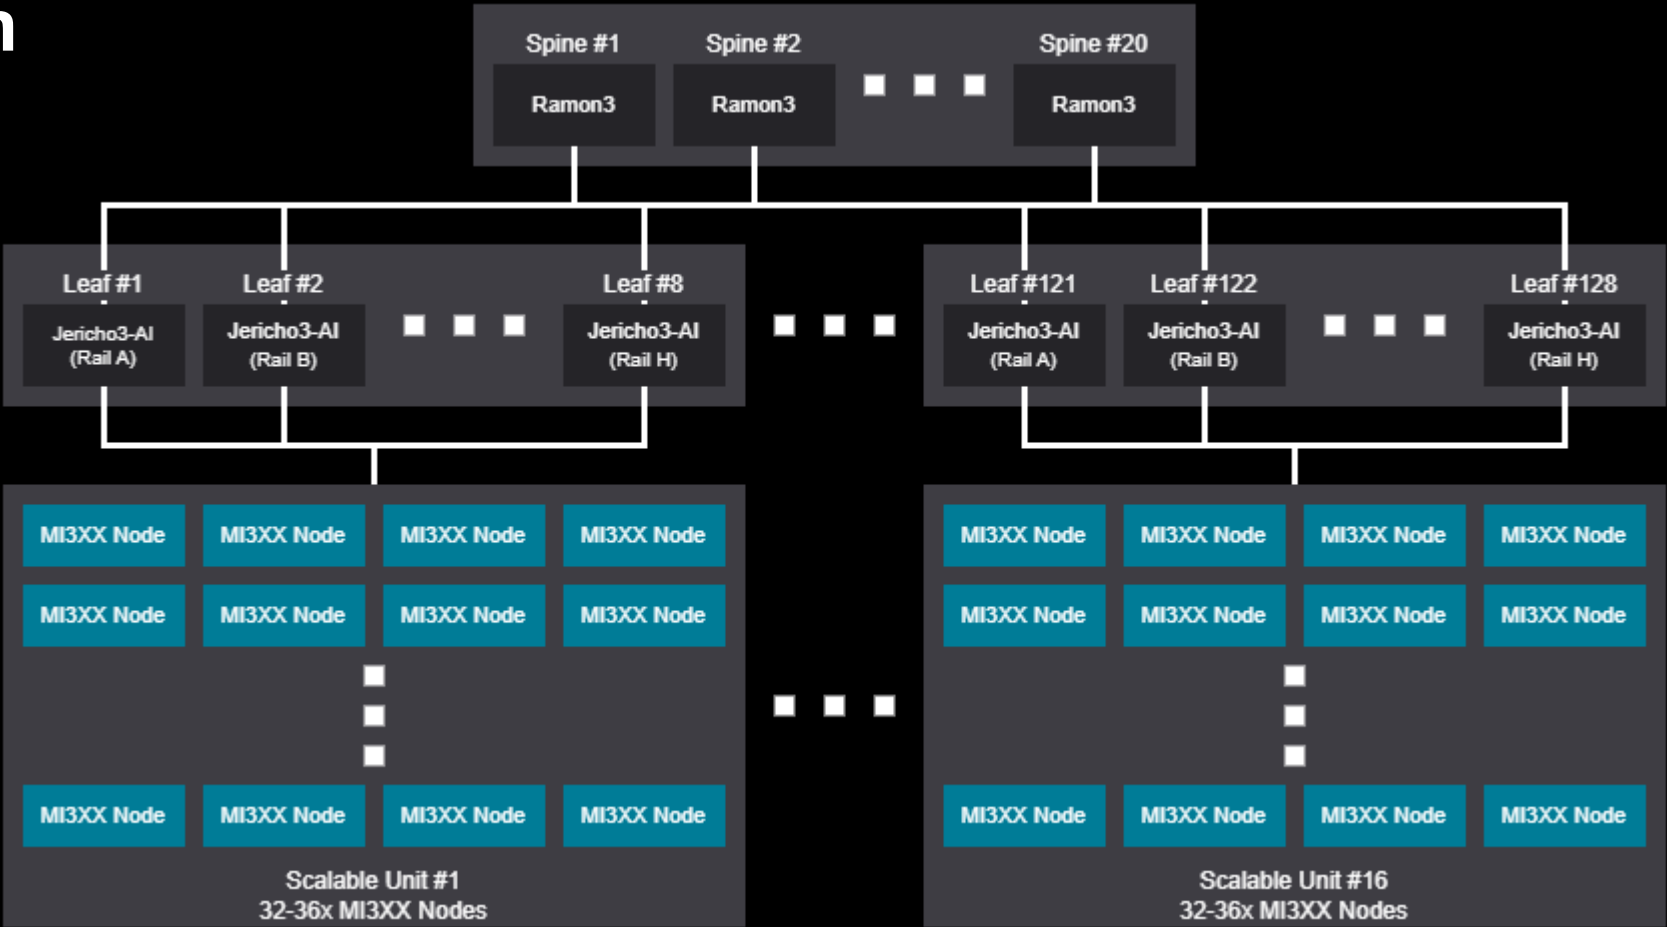 n
Spine #1
Spine #2
Spine #20
Ramon3
Ramon3
Ramon3
Leaf #1
Leaf #2
Leaf #8
Leaf #121
Leaf #122
Leaf #128
Jericho3-AI
(Rail A)
Jericho3-AI
(Rail B)
Jericho3-AI
(Rail H)
Jericho3-AI
(Rail A)
Jericho3-AI
(Rail B)
Jericho3-AI
(Rail H)
MI3XX Node
MI3XX Node
MI3XX Node
MI3XX Node
MI3XX Node
MI3XX Node
MI3XX Node
MI3XX Node
MI3XX Node
MI3XX Node
MI3XX Node
MI3XX Node
Scalable Unit #1
32-36x MI3XX Nodes
MI3XX Node
MI3XX Node
MI3XX Node
MI3XX Node
MI3XX Node
MI3XX Node
MI3XX Node
MI3XX Node
MI3XX Node
MI3XX Node
MI3XX Node
MI3XX Node
Scalable Unit #16
32-36x MI3XX Nodes